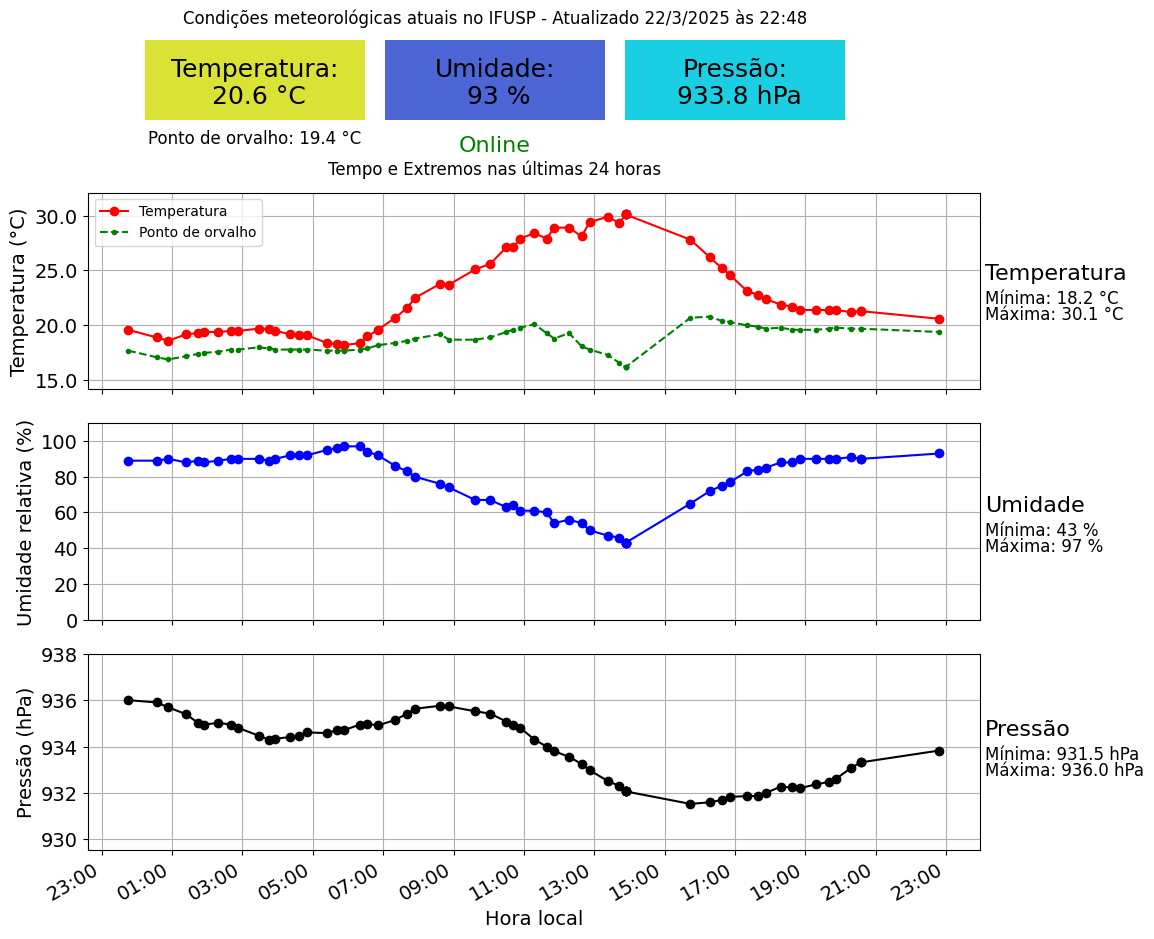 Condições meteorológicas atuais no IFUSP - Atualizado 22/3/2025 às 22:48
Temperatura:
20.6 °C
Umidade:
93 %
Pressão:
933.8 hPa
Ponto de orvalho: 19.4 °C
Online
Tempo e Extremos nas últimas 24 horas
Temperatura (°C)
30.0
25.0
20.0
15.0
Temperatura
Ponto de orvalho
Temperatura
Mínima: 18.2 °C
Máxima: 30.1 °C
Umidade relativa (%)
100
80
60
40
20
0
Umidade
Mínima: 43 %
Máxima: 97 %
Pressão (hPa)
938
936
934
932
930
Pressão
Mínima: 931.5 hPa
Máxima: 936.0 hPa
23:00
01:00
03:00
05:00
07:00
09:00
11:00
13:00
15:00
17:00
19:00
21:00
23:00
Hora local